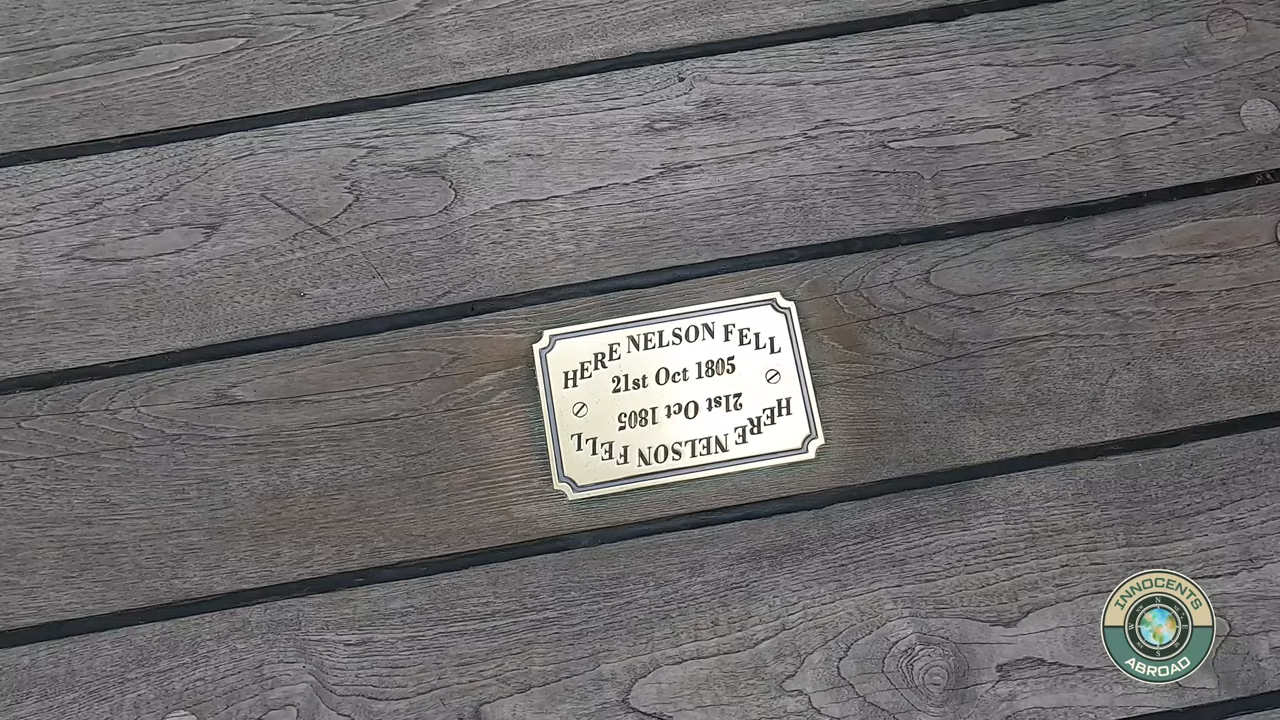 HERE NELSON FELL
21st Oct 1805
21st Oct 1805
HERE NELSON FELL
INNOCENTS
N
W E
S
ABROAD